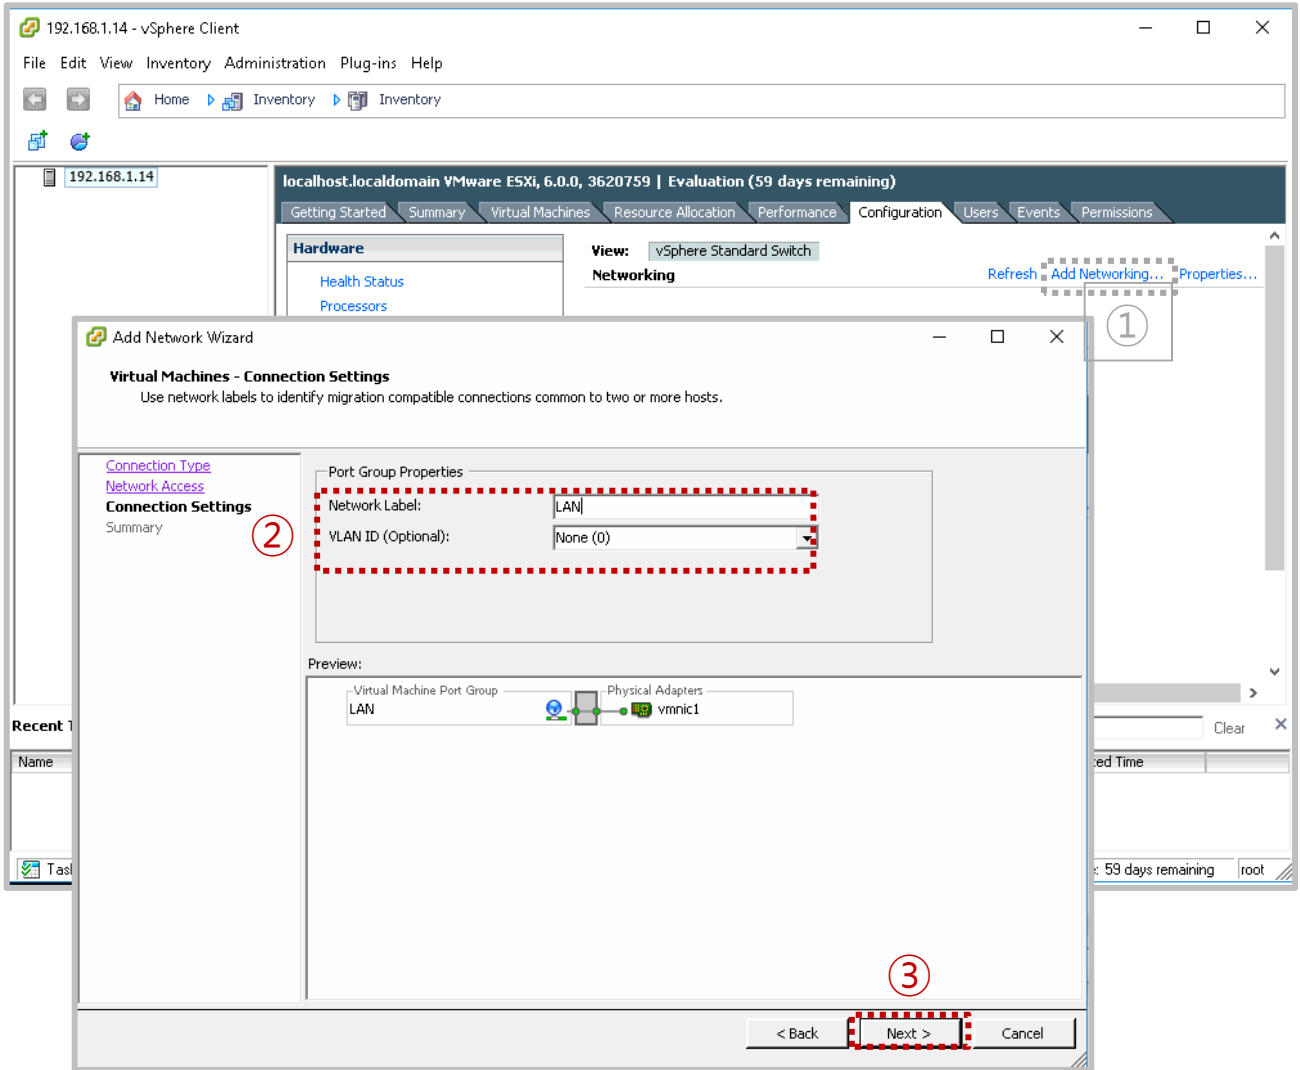 192.168.1.14 - vSphere Client
File Edit View Inventory Administration Plug-ins Help
Home Inventory Inventory
192.168.1.14
localhost.localdomain VMware ESXi, 6.0.0, 3620759 | Evaluation (59 days remaining)
Getting Started Summary Virtual Machines Resource Allocation Performance Configuration Users Events Permissions
Hardware
Health Status
Processors
View: vSphere Standard Switch
Networking
Refresh Add Networking... Properties...
①
Add Network Wizard
Virtual Machines - Connection Settings
Use network labels to identify migration compatible connections common to two or more hosts.
Connection Type
Network Access
Connection Settings
Summary
②
Port Group Properties
Network Label: LAN
VLAN ID (Optional): None (0)
Preview:
Virtual Machine Port Group Physical Adapters
LAN vmnic1
③
< Back Next > Cancel
Recent
Clear
Name
Time
59 days remaining root